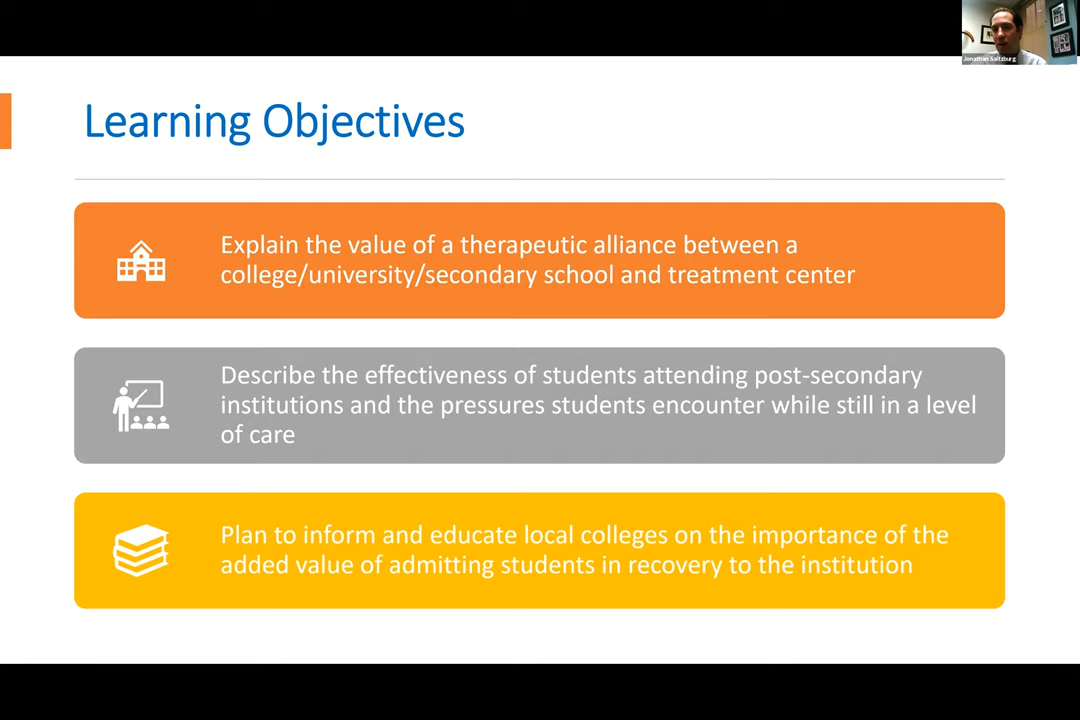 Jonathan Saltzburg
Learning Objectives
Explain the value of a therapeutic alliance between a
college/university/secondary school and treatment center
Describe the effectiveness of students attending post-secondary
institutions and the pressures students encounter while still in a level
of care
Plan to inform and educate local colleges on the importance of the
added value of admitting students in recovery to the institution